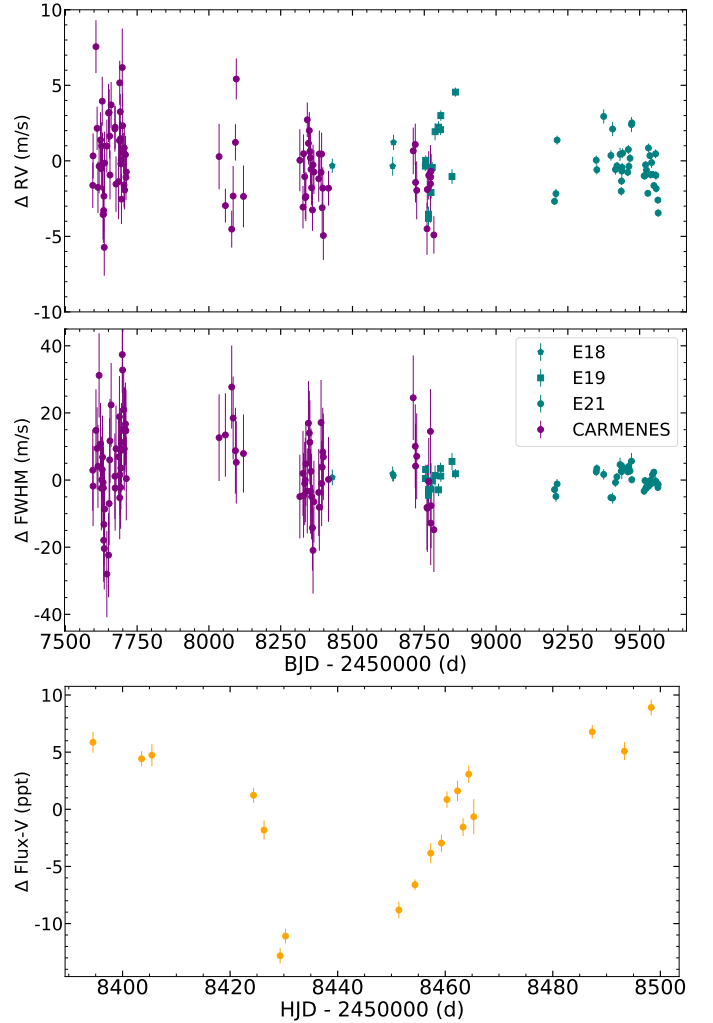 10
5
0
-5
-10
Δ RV (m/s)
40
20
0
-20
-40
Δ FWHM (m/s)
E18
E19
E21
CARMENES
7500 7750 8000 8250 8500 8750 9000 9250 9500
BJD - 2450000 (d)
10
5
0
-5
-10
Δ Flux-V (ppt)
8400 8420 8440 8460 8480 8500
HJD - 2450000 (d)